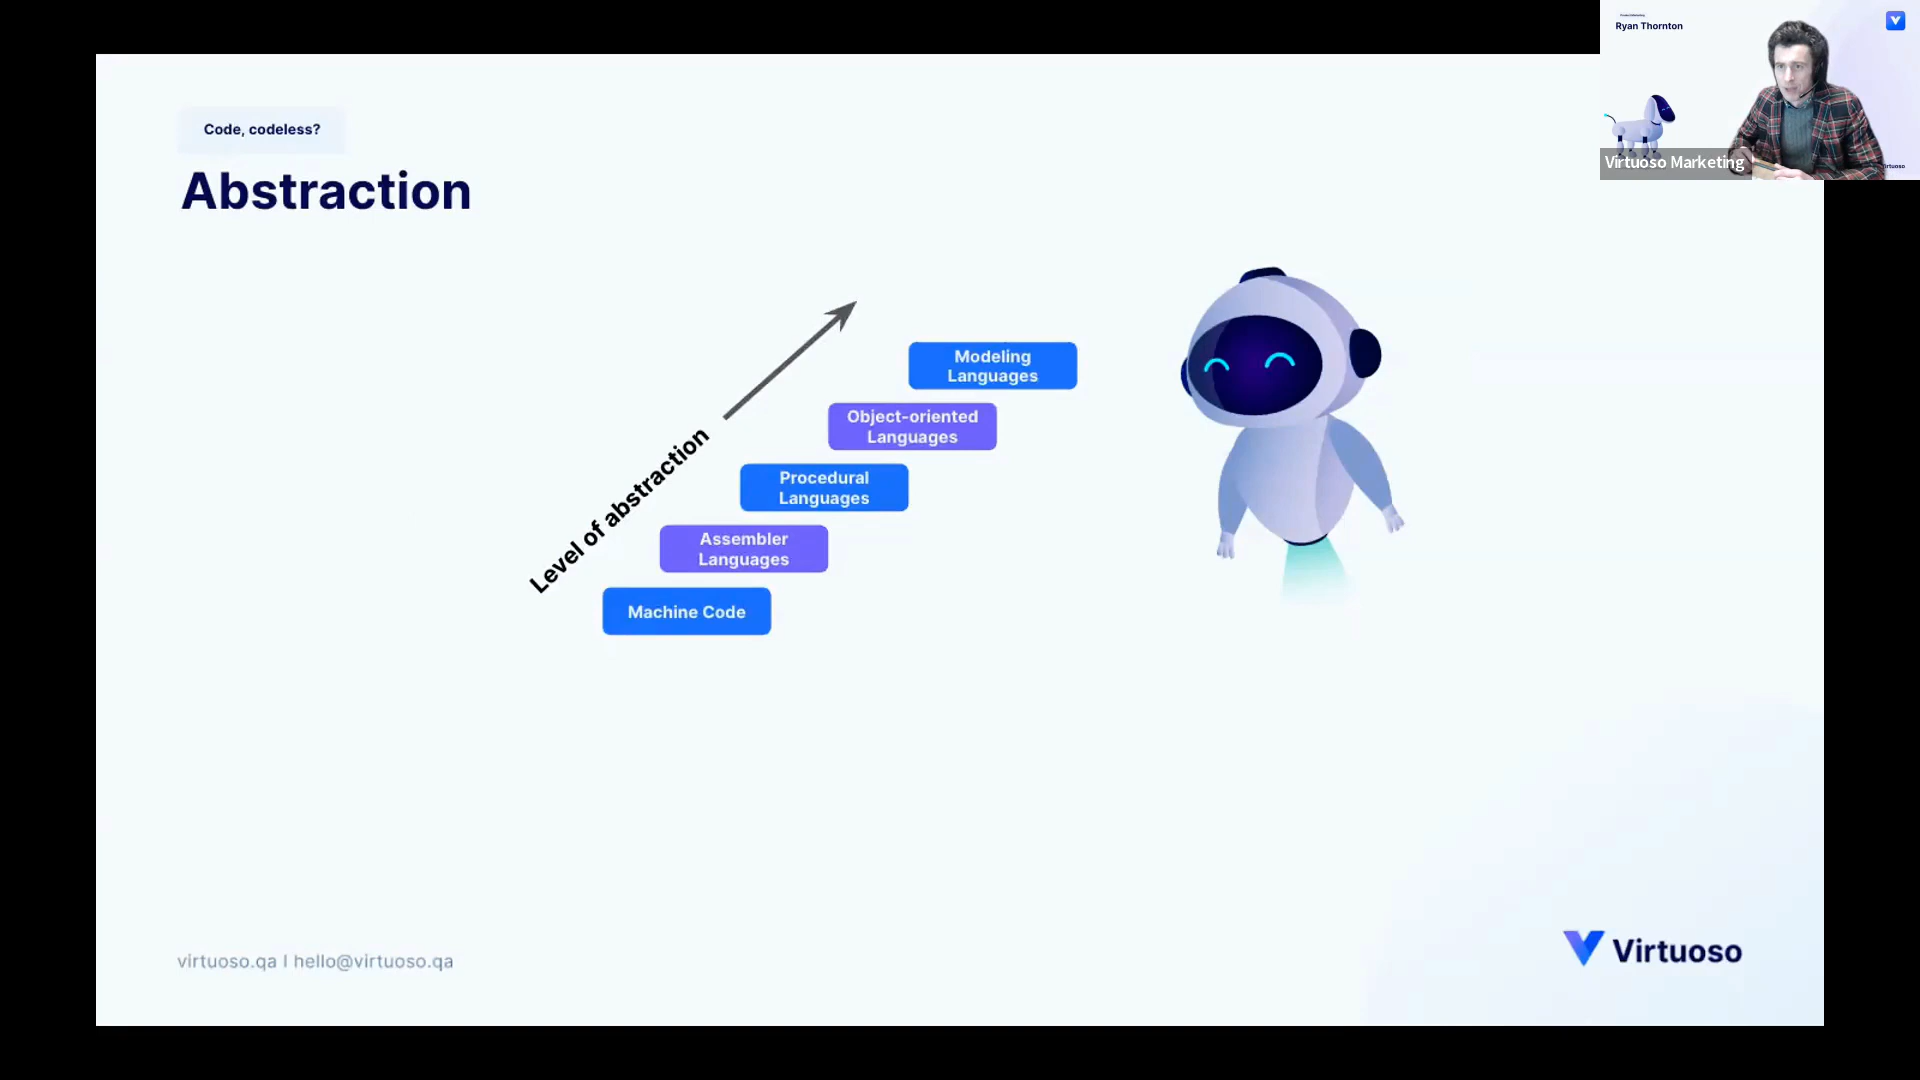 Code, codeless?
Abstraction
Level of abstraction
Modeling
Languages
Object-oriented
Languages
Procedural
Languages
Assembler
Languages
Machine Code
virtuoso.qa I hello@virtuoso.qa
Virtuoso
Ryan Thornton
Virtuoso Marketing